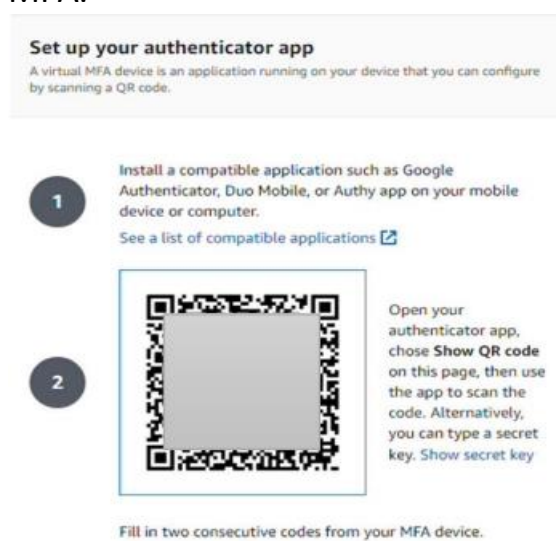 Set up your authenticator app
A virtual MFA device is an application running on your device that you can configure
by scanning a QR code.
1
Install a compatible application such as Google
Authenticator, Duo Mobile, or Authy app on your mobile
device or computer.
See a list of compatible applications
2
Open your
authenticator app,
chose Show QR code
on this page, then use
the app to scan the
code. Alternatively,
you can type a secret
key. Show secret key
Fill in two consecutive codes from your MFA device.